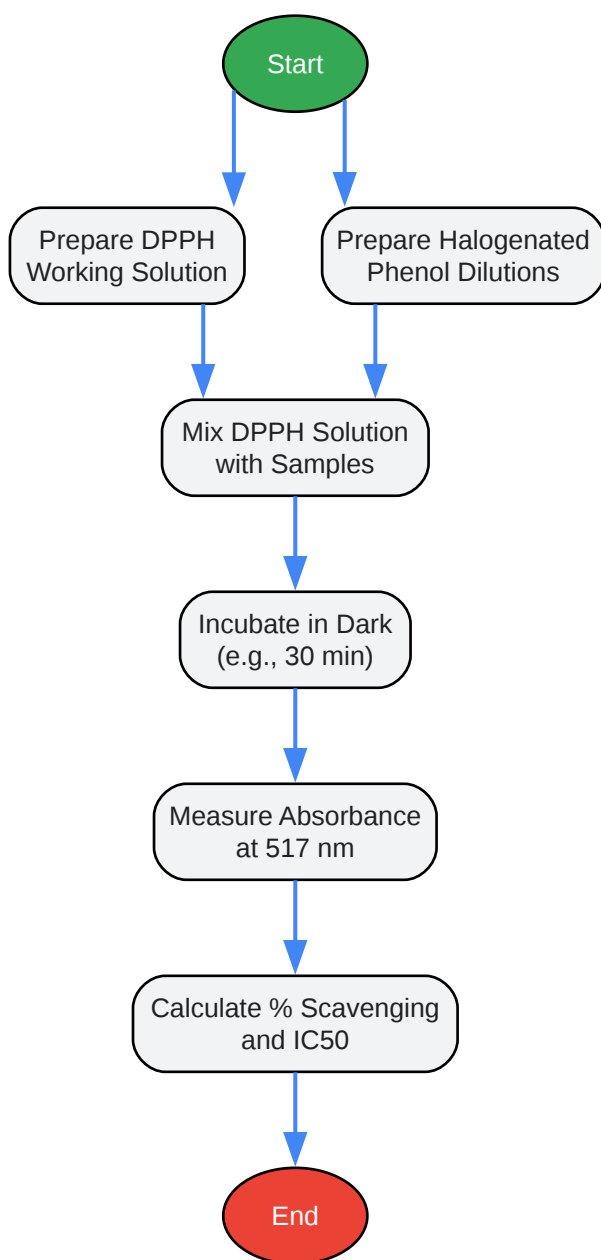 Start
Prepare DPPH
Working Solution
Prepare Halogenated
Phenol Dilutions
Mix DPPH Solution
with Samples
Incubate in Dark
(e.g., 30 min)
Measure Absorbance
at 517 nm
Calculate % Scavenging
and IC50
End